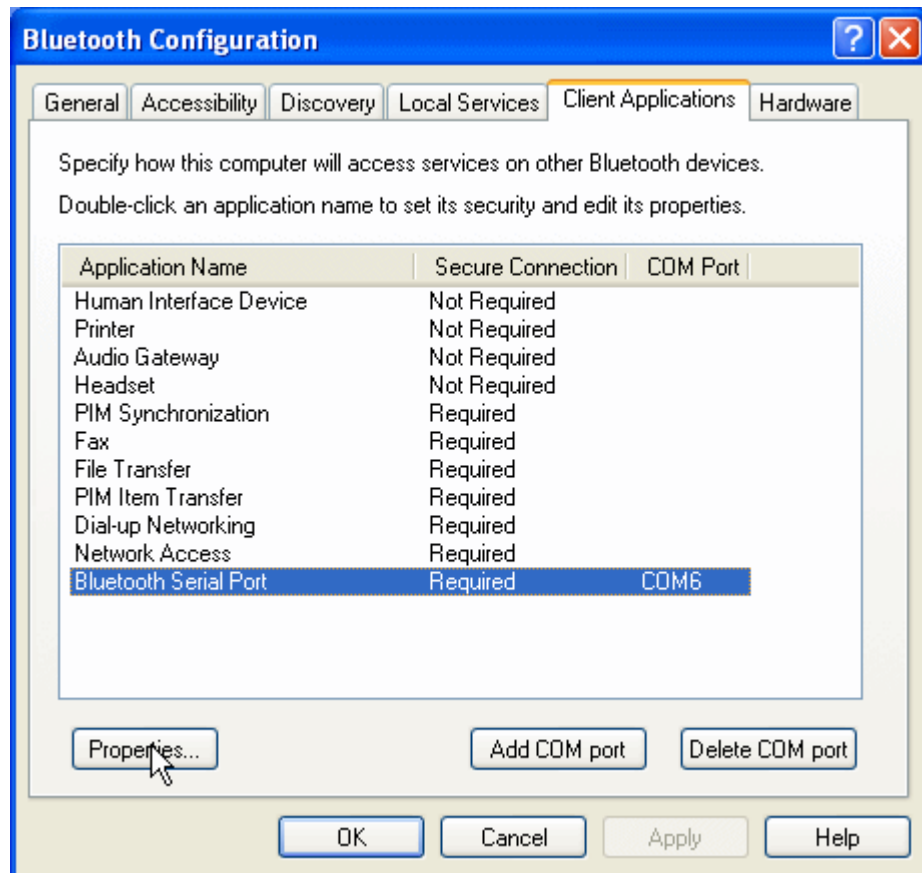 Bluetooth Configuration
General Accessibility Discovery Local Services Client Applications Hardware
Specify how this computer will access services on other Bluetooth devices.
Double-click an application name to set its security and edit its properties.
Application Name Secure Connection COM Port
Human Interface Device Not Required
Printer Not Required
Audio Gateway Not Required
Headset Not Required
PIM Synchronization Required
Fax Required
File Transfer Required
PIM Item Transfer Required
Dial-up Networking Required
Network Access Required
Bluetooth Serial Port Required COM6
Properties... Add COM port Delete COM port
OK Cancel Apply Help